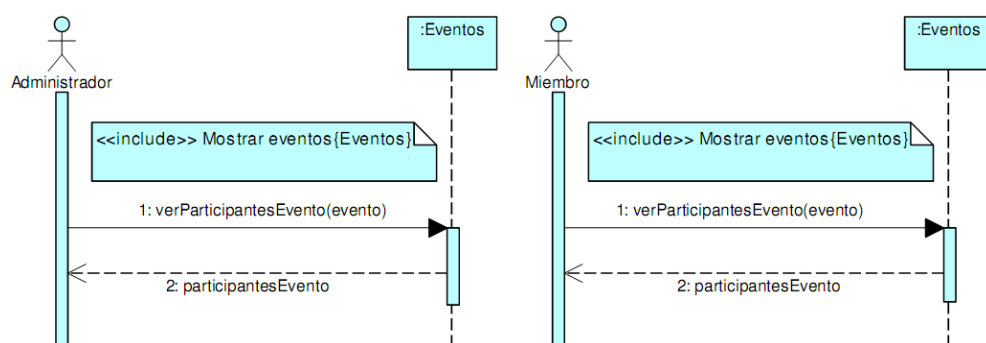 :Eventos
Administrador
<<include>> Mostrar eventos{Eventos}
1: verParticipantesEvento(evento)
2: participantesEvento
:Eventos
Miembro
<<include>> Mostrar eventos{Eventos}
1: verParticipantesEvento(evento)
2: participantesEvento